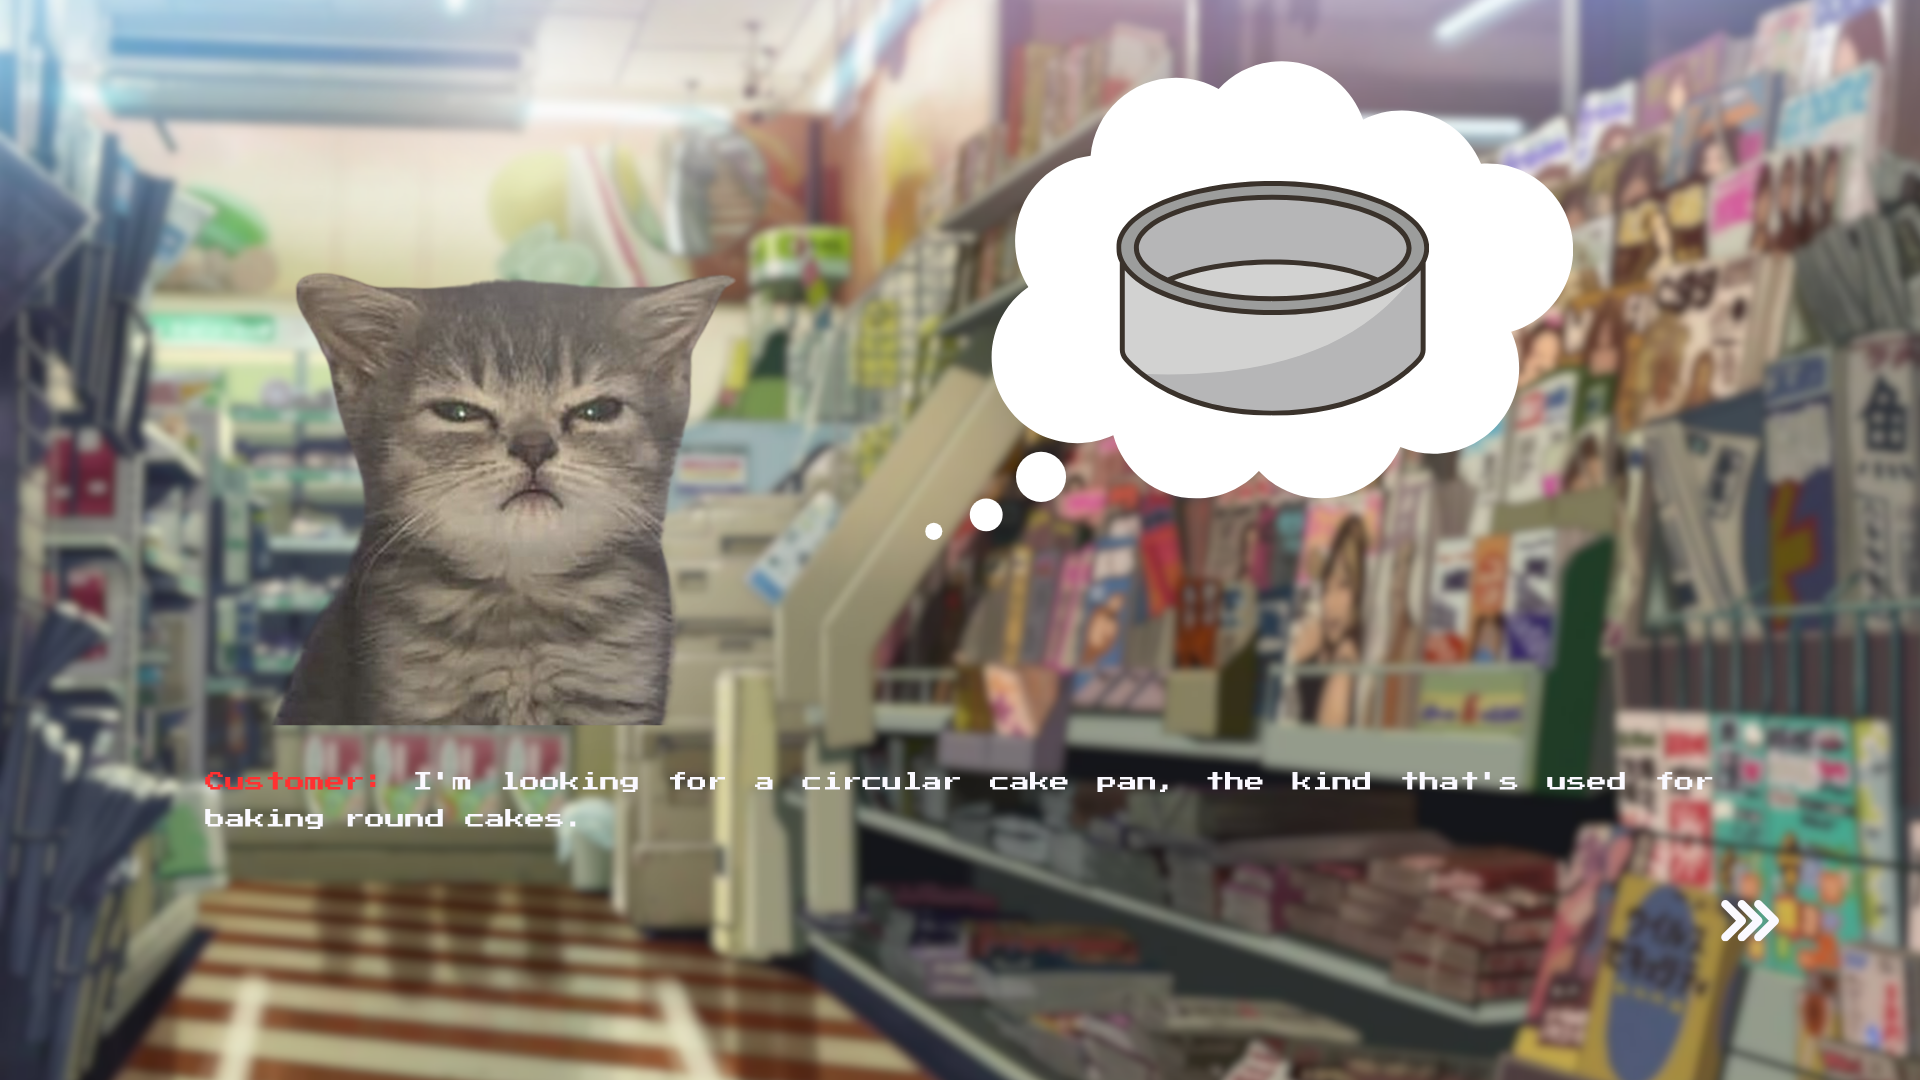 Customer: I'm looking for a circular cake pan, the kind that's used for
baking round cakes.